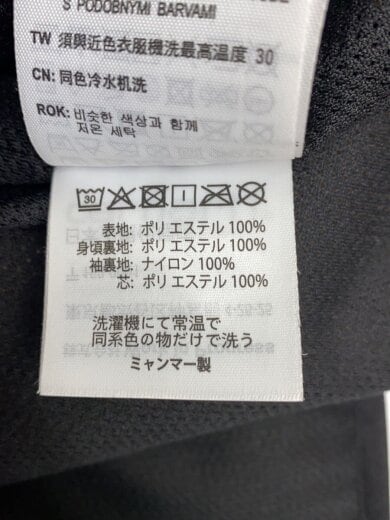 S PODOBNYMI BARVAMI
TW 須與近色衣服機洗最高溫度 30
CN: 同色冷水机洗
ROK: 비슷한 색상과 함께
저온 세탁
30
表地: ポリエステル 100%
身頃裏地: ポリエステル 100%
袖裏地: ナイロン 100%
芯: ポリエステル 100%
洗濯機にて常温で
同系色の物だけで洗う
ミャンマー製